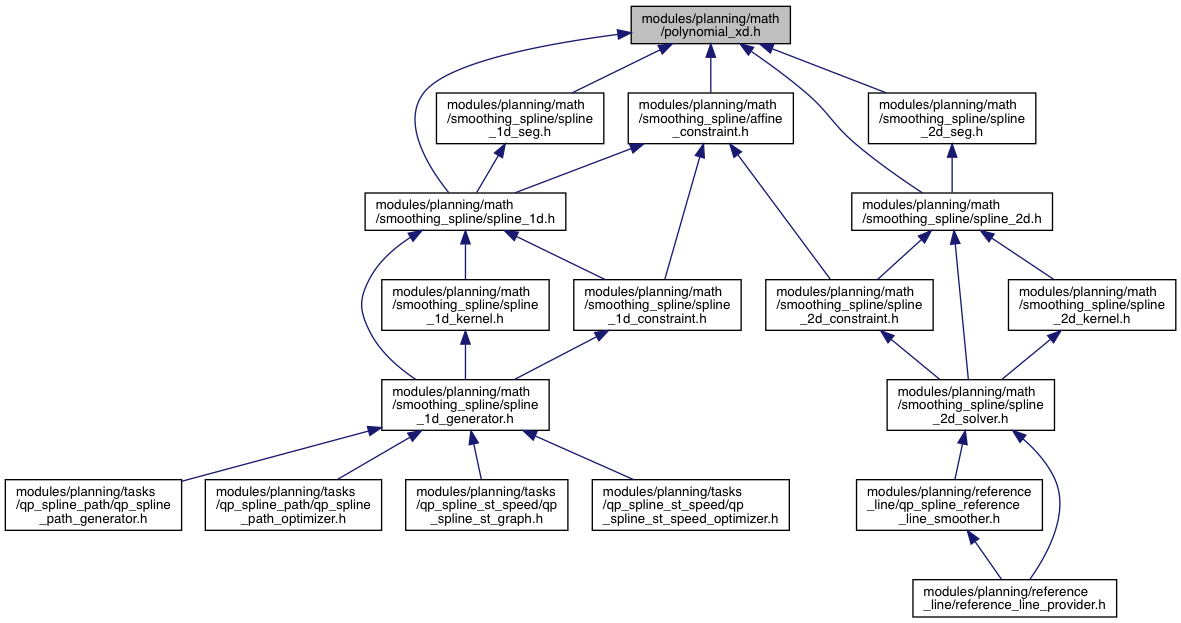 modules/planning/math
/polynomial_xd.h
modules/planning/math
/smoothing_spline/spline
_1d_seg.h
modules/planning/math
/smoothing_spline/affine
_constraint.h
modules/planning/math
/smoothing_spline/spline
_2d_seg.h
modules/planning/math
/smoothing_spline/spline_1d.h
modules/planning/math
/smoothing_spline/spline_2d.h
modules/planning/math
/smoothing_spline/spline
_1d_kernel.h
modules/planning/math
/smoothing_spline/spline
_1d_constraint.h
modules/planning/math
/smoothing_spline/spline
_2d_constraint.h
modules/planning/math
/smoothing_spline/spline
_2d_kernel.h
modules/planning/math
/smoothing_spline/spline
_1d_generator.h
modules/planning/math
/smoothing_spline/spline
_2d_solver.h
modules/planning/tasks
/qp_spline_path/qp_spline
_path_generator.h
modules/planning/tasks
/qp_spline_path/qp_spline
_path_optimizer.h
modules/planning/tasks
/qp_spline_st_speed/qp
_spline_st_graph.h
modules/planning/tasks
/qp_spline_st_speed/qp
_spline_st_speed_optimizer.h
modules/planning/reference
_line/qp_spline_reference
_line_smoother.h
modules/planning/reference
_line/reference_line_provider.h